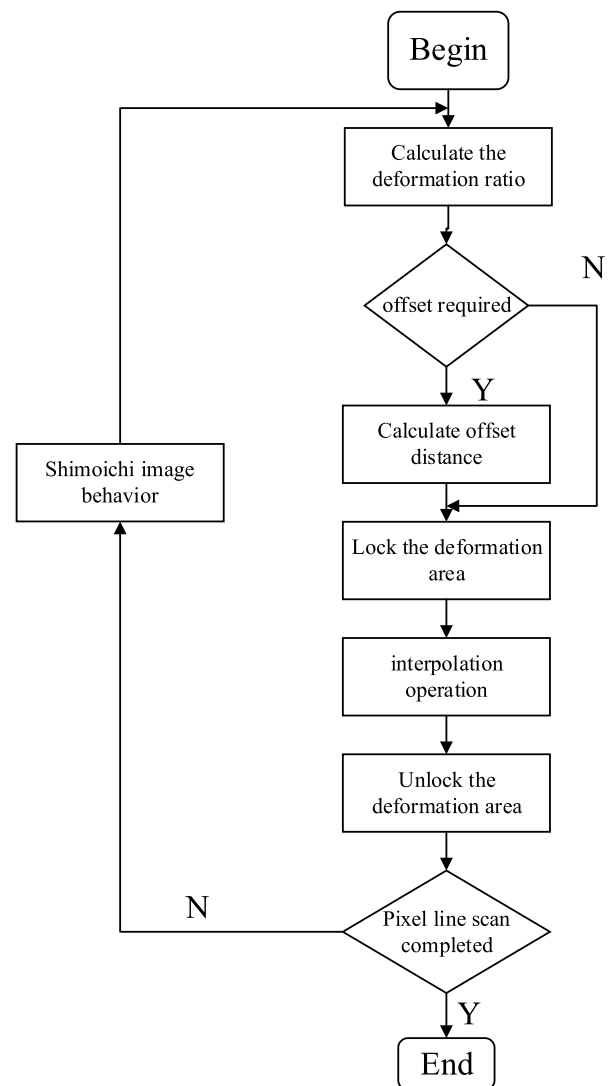 Begin
Calculate the
deformation ratio
N
offset required
Y
Calculate offset
distance
Shimoichi image
behavior
Lock the deformation
area
interpolation
operation
Unlock the
deformation area
N
Pixel line scan
completed
Y
End